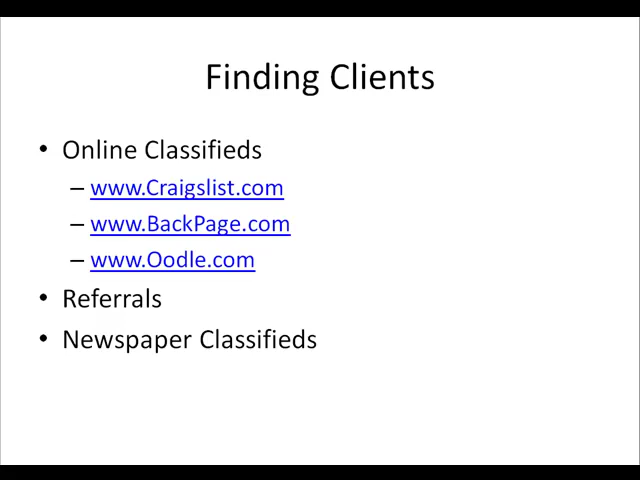 Finding Clients
• Online Classifieds
– www.Craigslist.com
– www.BackPage.com
– www.Oodle.com
• Referrals
• Newspaper Classifieds